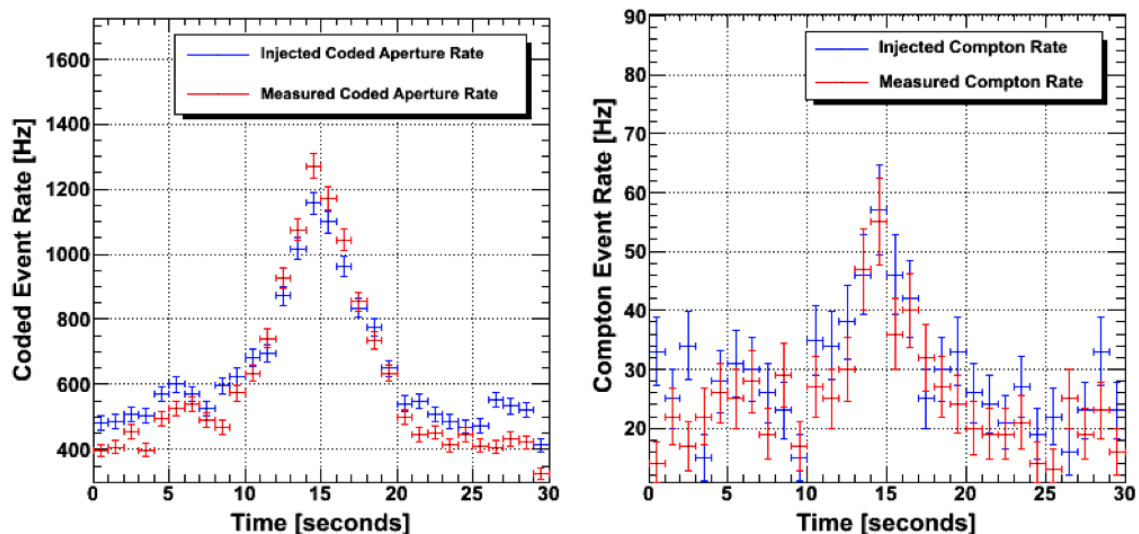 Coded Event Rate [Hz]
1600
1400
1200
1000
800
600
400
Injected Coded Aperture Rate
Measured Coded Aperture Rate
0 5 10 15 20 25 30
Time [seconds]
Compton Event Rate [Hz]
90
80
70
60
50
40
30
20
Injected Compton Rate
Measured Compton Rate
0 5 10 15 20 25 30
Time [seconds]